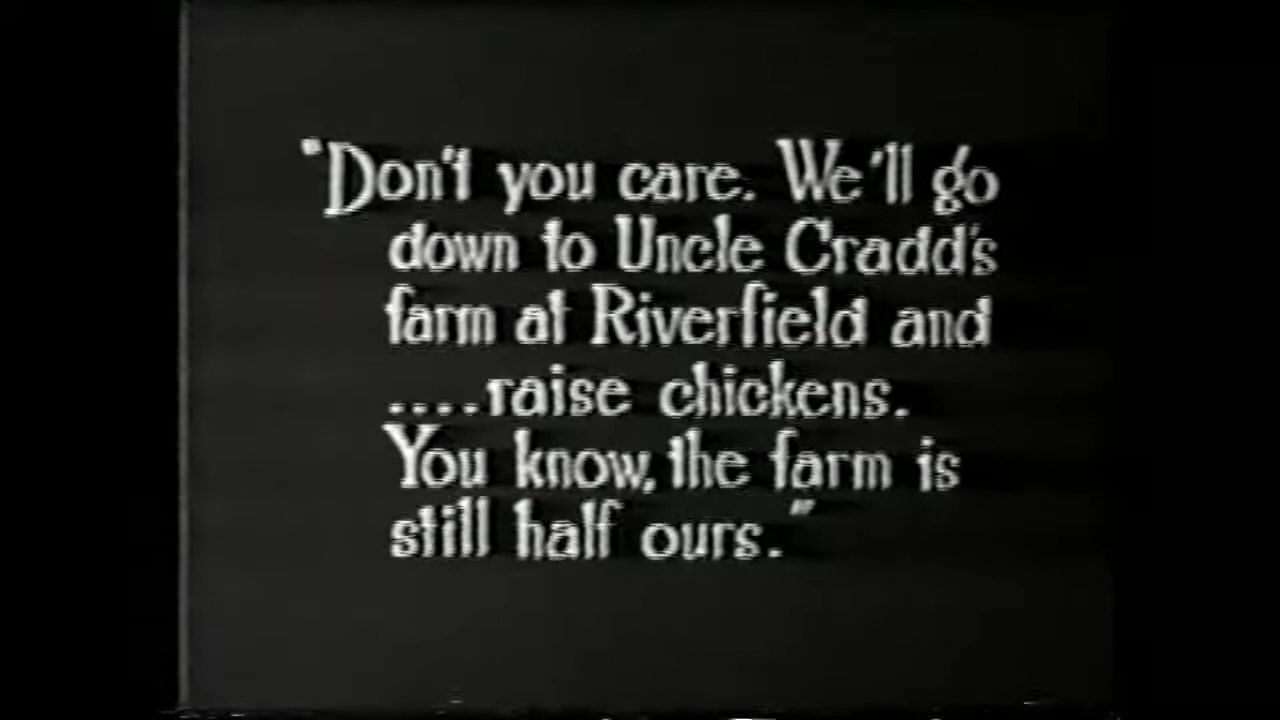 "Don't you care. We'll go
down to Uncle Cradd's
farm at Riverfield and
....raise chickens.
You know, the farm is
still half ours."